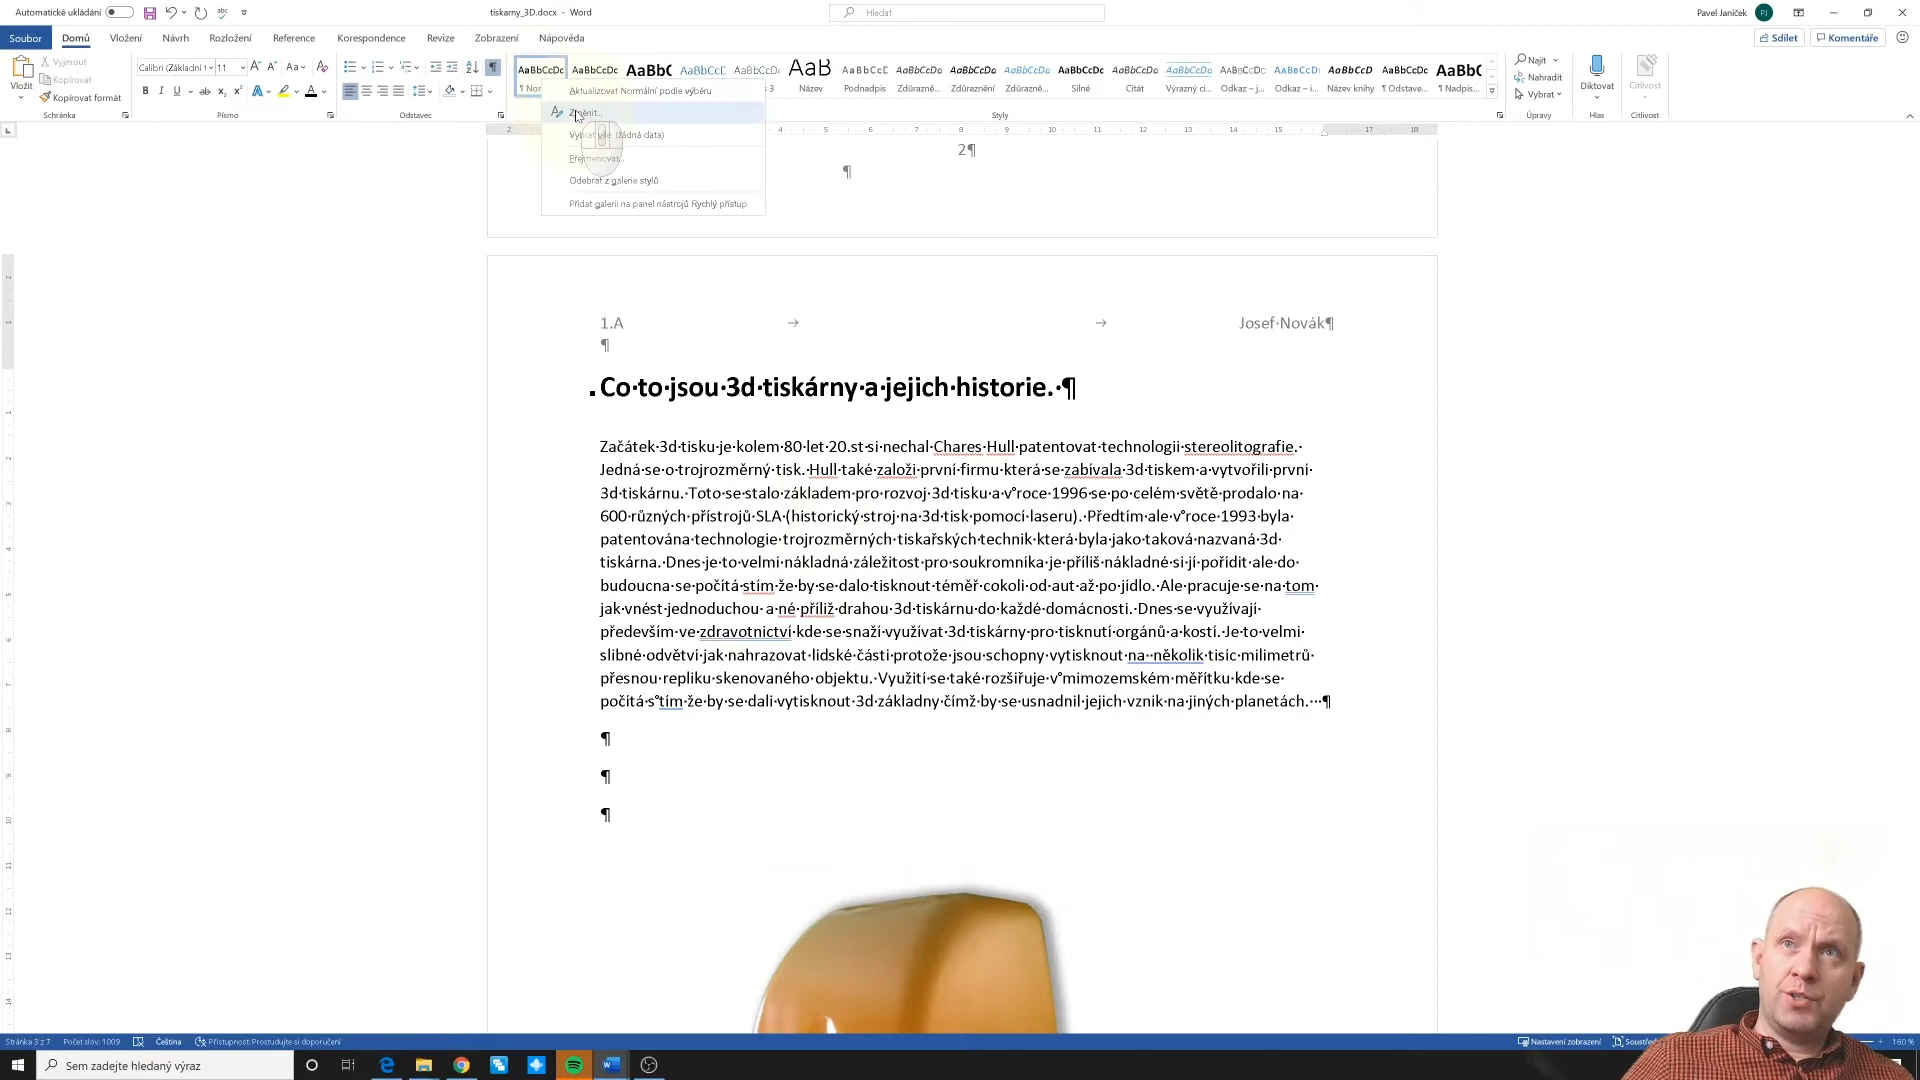 Automatické ukládání
tiskarny_3D.docx - Word
Hledat
Pavel Janíček
PJ
Soubor
Domů
Vložení
Návrh
Rozložení
Reference
Korespondence
Revize
Zobrazení
Nápověda
Sdílet
Komentáře
Vložit
Vyjmout
Kopírovat
Kopírovat formát
Schránka
Calibri (Základní t
11
Písmo
Odstavec
AaBbCcDc
AaBbCcDc
AaBbC
AaBbCcD
AaBbCcDc
AaB
AaBbCcD
AaBbCcDo
AaBbCcDo
AaBbCcDo
AaBbCcDc
AaBbCcDo
AaBbCcDo
AaBbCcDc
AaBbCcDo
AaBbCcD
AaBbCcDc
AaBbC
Název
Podnadpis
Zdůrazně...
Zdůraznění
Zdůrazně...
Silné
Citát
Výrazný ci...
Odkaz – j...
Odkaz – i...
Název knihy
¶ Odstave...
¶ Nadpis...
Styly
Najít
Nahradit
Vybrat
Úpravy
Diktovat
Hlas
Citlivost
Citlivost
Aktualizovat Normální podle výběru
Změnit...
Vybrat vše (žádná data)
Přejmenovat...
Odebrat z galerie stylů
Přidat galerii na panel nástrojů Rychlý přístup
2¶
¶
1.A → → Josef·Novák¶
¶
Co·to·jsou·3d·tiskárny·a·jejich·historie.·¶
Začátek·3d·tisku·je·kolem·80·let·20.st·si·nechal·Chares·Hull·patentovat·technologii·stereolitografie.·
Jedná·se·o·trojrozměrný·tisk.·Hull·také·založi·první·firmu·která·se·zabívala·3d·tiskem·a·vytvořili·první·
3d·tiskárnu.·Toto·se·stalo·základem·pro·rozvoj·3d·tisku·a·v°roce·1996·se·po·celém·světě·prodalo·na·
600·různých·přístrojů·SLA·(historický·stroj·na·3d·tisk·pomocí·laseru).·Předtím·ale·v°roce·1993·byla·
patentována·technologie·trojrozměrných·tiskařských·technik·která·byla·jako·taková·nazvaná·3d·
tiskárna.·Dnes·je·to·velmi·nákladná·záležitost·pro·soukromníka·je·příliš·nákladné·si·jí·pořídit·ale·do·
budoucna·se·počítá·stím·že·by·se·dalo·tisknout·téměř·cokoli·od·aut·až·po·jídlo.·Ale·pracuje·se·na·tom·
jak·vnést·jednoduchou·a·né·příliž·drahou·3d·tiskárnu·do·každé·domácnosti.·Dnes·se·využívají·
především·ve·zdravotnictví·kde·se·snaží·využívat·3d·tiskárny·pro·tisknutí·orgánů·a·kostí.·Je·to·velmi·
slibné·odvětví·jak·nahrazovat·lidské·části·protože·jsou·schopny·vytisknout·na··několik·tisíc·milimetrů·
přesnou·repliku·skenovaného·objektu.·Využití·se·také·rozšiřuje·v°mimozemském·měřítku·kde·se·
počítá·s°tím·že·by·se·dali·vytisknout·3d·základny·čímž·by·se·usnadnil·jejich·vznik·na·jiných·planetách.···¶
¶
¶
¶
Stránka 3 z 7
Počet slov: 1009
Čeština
Přístupnost: Prostudujte si doporučení
Nastavení zobrazení
160 %
Sem zadejte hledaný výraz